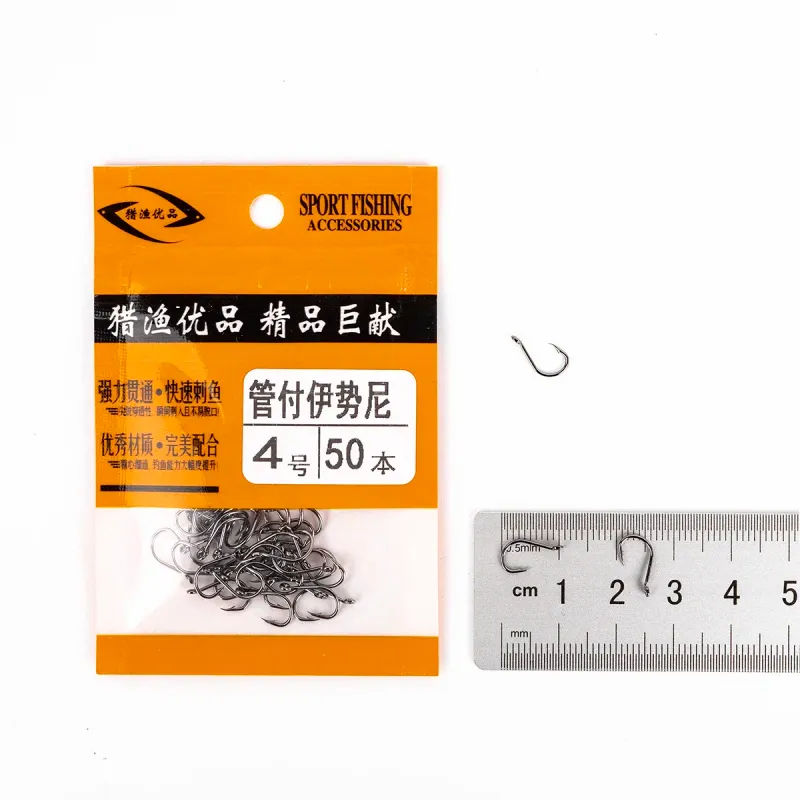 猎渔优品
SPORT FISHING
ACCESSORIES
猎渔优品 精品巨献
强力贯通·快速刺鱼
管付伊势尼
4号 50本
优秀材质·完美配合
0.5mm
cm 1 2 3 4 5
mm